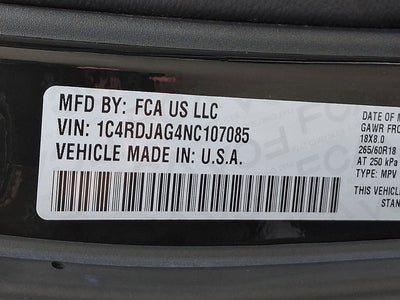 MFD BY: FCA US LLC
VIN: 1C4RDJAG4NC107085
VEHICLE MADE IN: U.S.A.
DATE OF M
GAWR FRO
18X8.0
265/60R18
AT 250 kPa
TYPE: MPV
THIS VEHICL
STAN